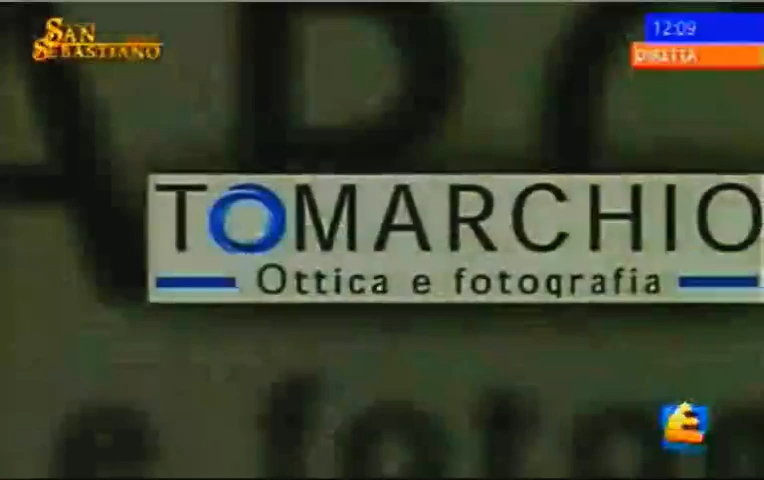 SAN
SEBASTIANO
12:09
DIRETTA
TOMARCHIO
Ottica e fotografia